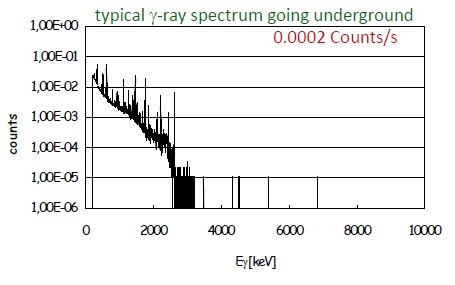 typical γ-ray spectrum going underground
0.0002 Counts/s
1,00E+00
1,00E-01
1,00E-02
1,00E-03
1,00E-04
1,00E-05
1,00E-06
counts
0 2000 4000 6000 8000 10000
Eγ[keV]